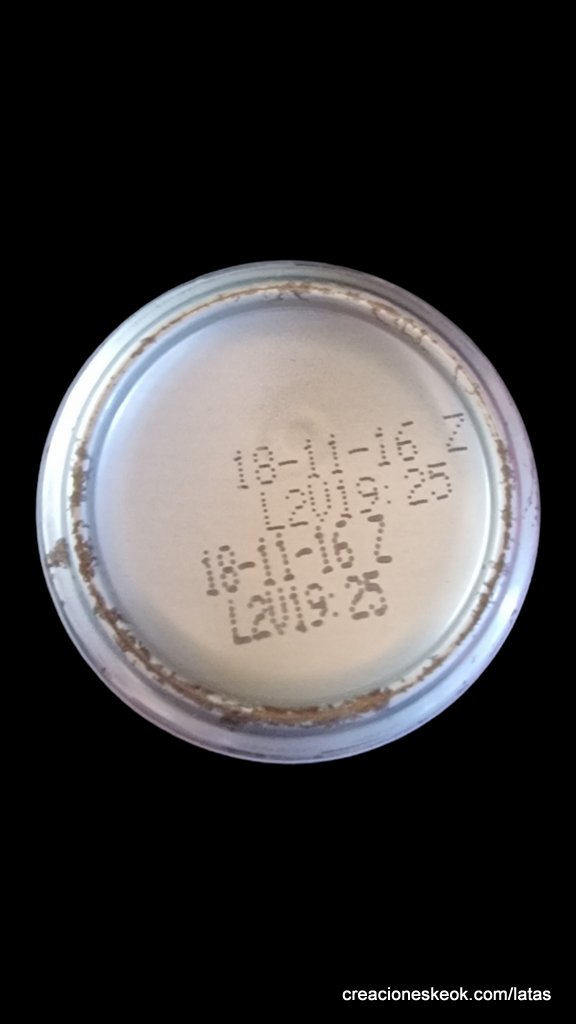 18-11-16 Z
L2019: 25
18-11-16 Z
L2019: 25
creacioneskeok.com/latas